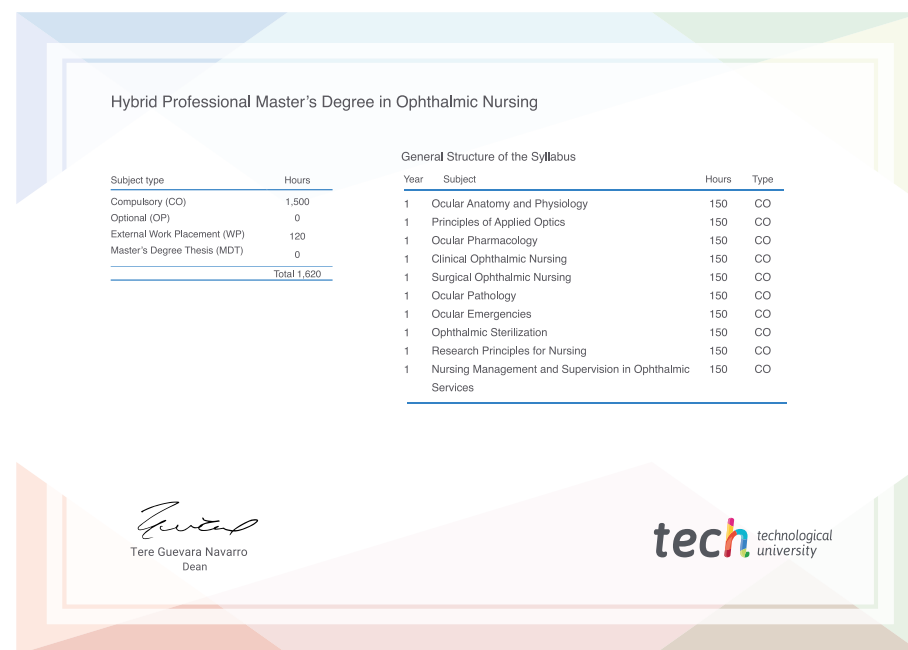 Hybrid Professional Master's Degree in Ophthalmic Nursing
General Structure of the Syllabus
Subject type Hours
Compulsory (CO) 1,500
Optional (OP) 0
External Work Placement (WP) 120
Master's Degree Thesis (MDT) 0
Total 1,620
Year Subject Hours Type
1 Ocular Anatomy and Physiology 150 CO
1 Principles of Applied Optics 150 CO
1 Ocular Pharmacology 150 CO
1 Clinical Ophthalmic Nursing 150 CO
1 Surgical Ophthalmic Nursing 150 CO
1 Ocular Pathology 150 CO
1 Ocular Emergencies 150 CO
1 Ophthalmic Sterilization 150 CO
1 Research Principles for Nursing 150 CO
1 Nursing Management and Supervision in Ophthalmic 150 CO
Services
Tere Guevara Navarro
Dean
tech technological
university